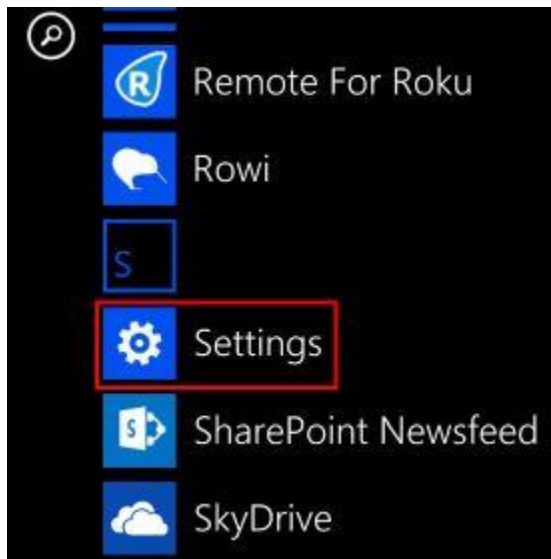 R Remote For Roku
Rowi
S
Settings
S SharePoint Newsfeed
SkyDrive